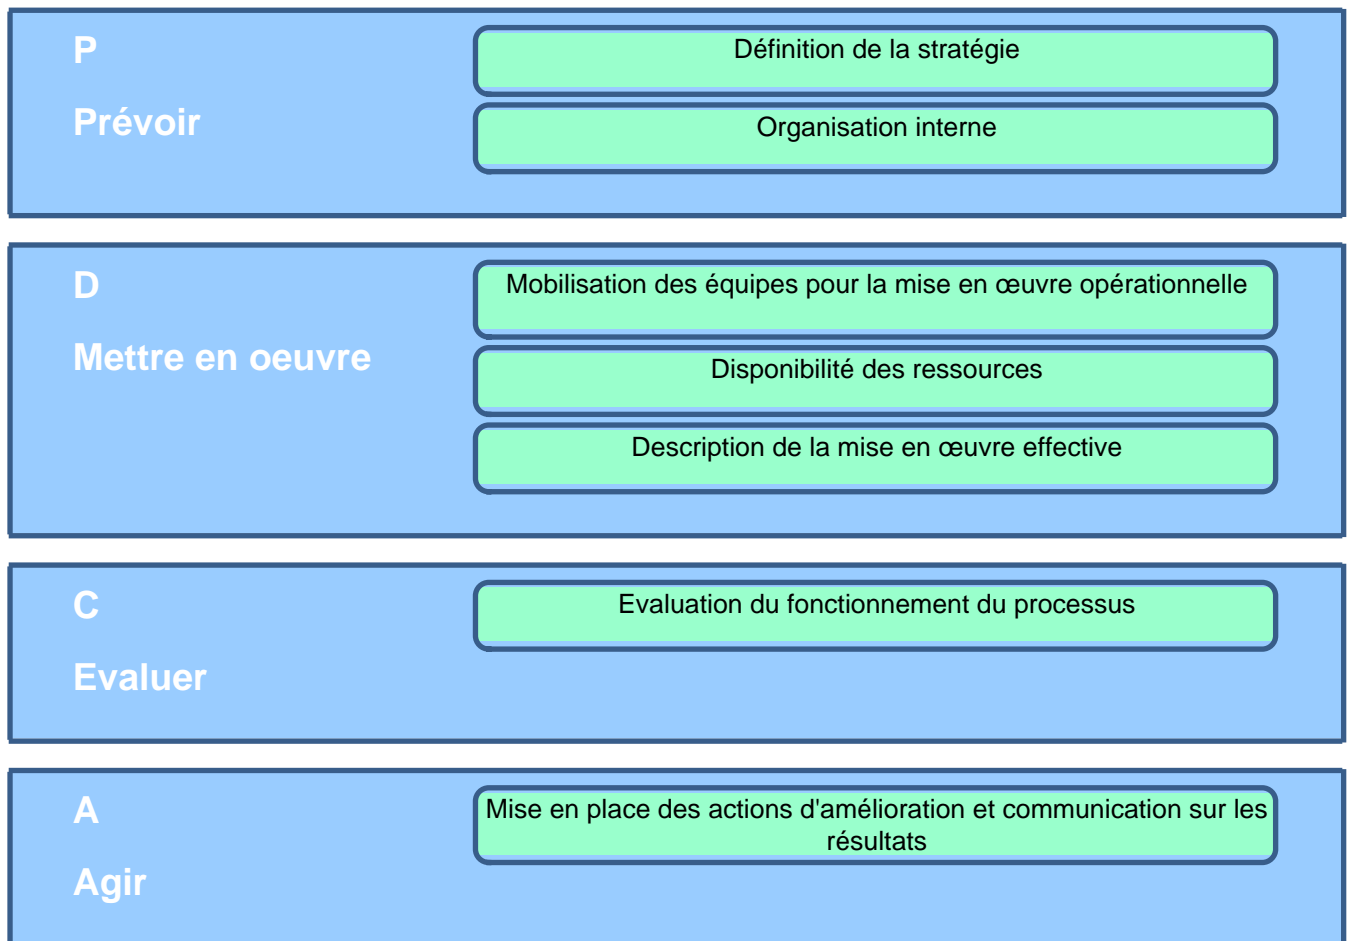 P
Définition de la stratégie
Prévoir
Organisation interne
D
Mobilisation des équipes pour la mise en œuvre opérationnelle
Mettre en oeuvre
Disponibilité des ressources
Description de la mise en œuvre effective
C
Evaluation du fonctionnement du processus
Evaluer
A
Mise en place des actions d'amélioration et communication sur les
résultats
Agir